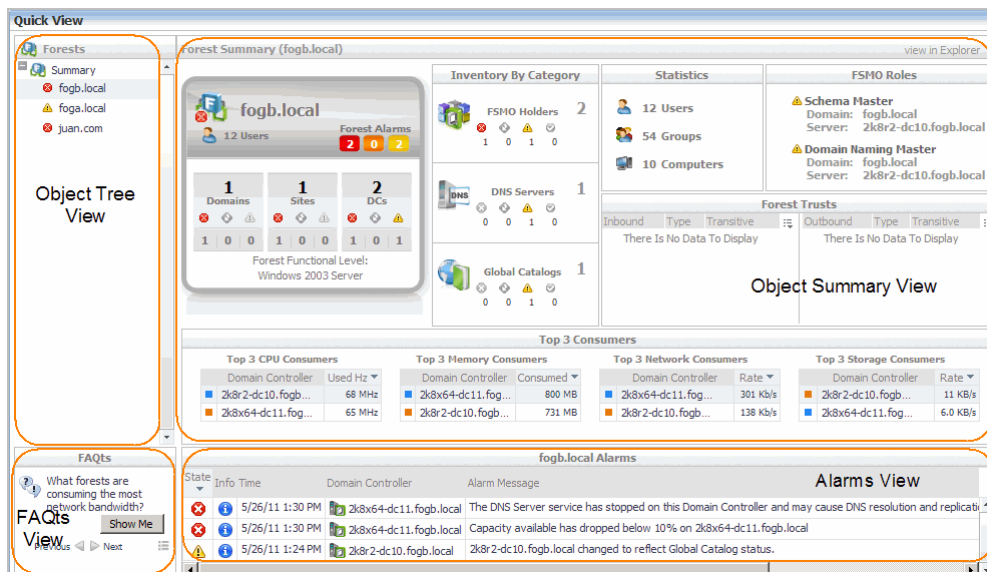 Quick View
Forests
Summary
fogb.local
foga.local
juan.com
Object Tree
View
Forest Summary (fogb.local)
view in Explorer
fogb.local
12 Users
Forest Alarms
2 0 2
1 1 2
Domains Sites DCs
1 0 0 1 0 0 1 0 1
Forest Functional Level:
Windows 2003 Server
Inventory By Category
FSMO Holders 2
1 0 1 0
DNS
DNS Servers 1
0 0 1 0
Global Catalogs 1
0 0 1 0
Statistics
12 Users
54 Groups
10 Computers
FSMO Roles
Schema Master
Domain: fogb.local
Server: 2k8r2-dc10.fogb.local
Domain Naming Master
Domain: fogb.local
Server: 2k8r2-dc10.fogb.local
Forest Trusts
Inbound Type Transitive Outbound Type Transitive
There Is No Data To Display There Is No Data To Display
Object Summary View
Top 3 Consumers
Top 3 CPU Consumers
Domain Controller Used Hz
2k8r2-dc10.fogb... 68 MHz
2k8x64-dc11.fog... 65 MHz
Top 3 Memory Consumers
Domain Controller Consumed
2k8x64-dc11.fog... 800 MB
2k8r2-dc10.fogb... 731 MB
Top 3 Network Consumers
Domain Controller Rate
2k8x64-dc11.fog... 301 Kb/s
2k8r2-dc10.fogb... 138 Kb/s
Top 3 Storage Consumers
Domain Controller Rate
2k8r2-dc10.fogb... 11 KB/s
2k8x64-dc11.fog... 6.0 KB/s
FAQts
What forests are
consuming the most
network bandwidth?
Show Me
FAQts
View
Previous Next
fogb.local Alarms
State Info Time Domain Controller Alarm Message
Alarms View
5/26/11 1:30 PM 2k8x64-dc11.fogb.local The DNS Server service has stopped on this Domain Controller and may cause DNS resolution and replicati
5/26/11 1:30 PM 2k8x64-dc11.fogb.local Capacity available has dropped below 10% on 2k8x64-dc11.fogb.local
5/26/11 1:24 PM 2k8r2-dc10.fogb.local 2k8r2-dc10.fogb.local changed to reflect Global Catalog status.